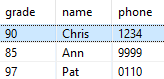 grade name phone
90 Chris 1234
85 Ann 9999
97 Pat 0110